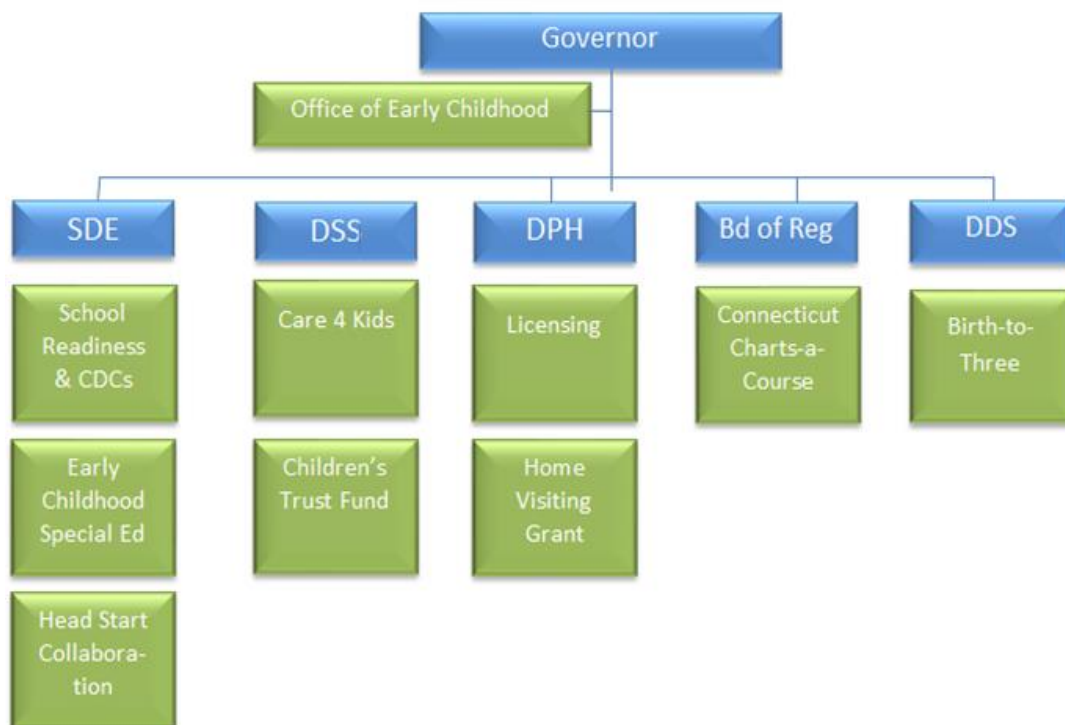 Governor
Office of Early Childhood
SDE
DSS
DPH
Bd of Reg
DDS
School
Readiness
& CDCs
Care 4 Kids
Licensing
Connecticut
Charts-a-
Course
Birth-to-
Three
Early
Childhood
Special Ed
Children’s
Trust Fund
Home
Visiting
Grant
Head Start
Collabora-
tion